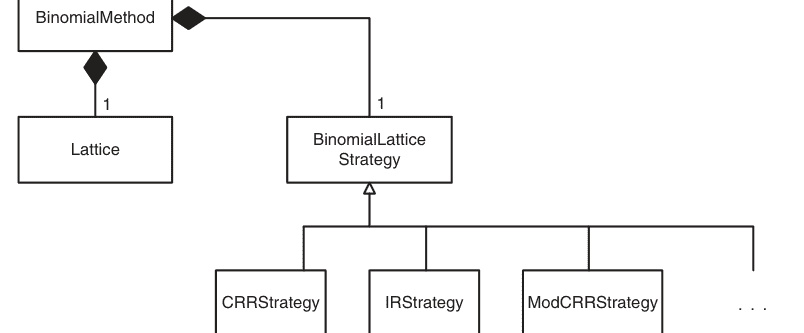 BinomialMethod
1
1
Lattice
BinomialLattice
Strategy
CRRStrategy
IRStrategy
ModCRRStrategy
. . .